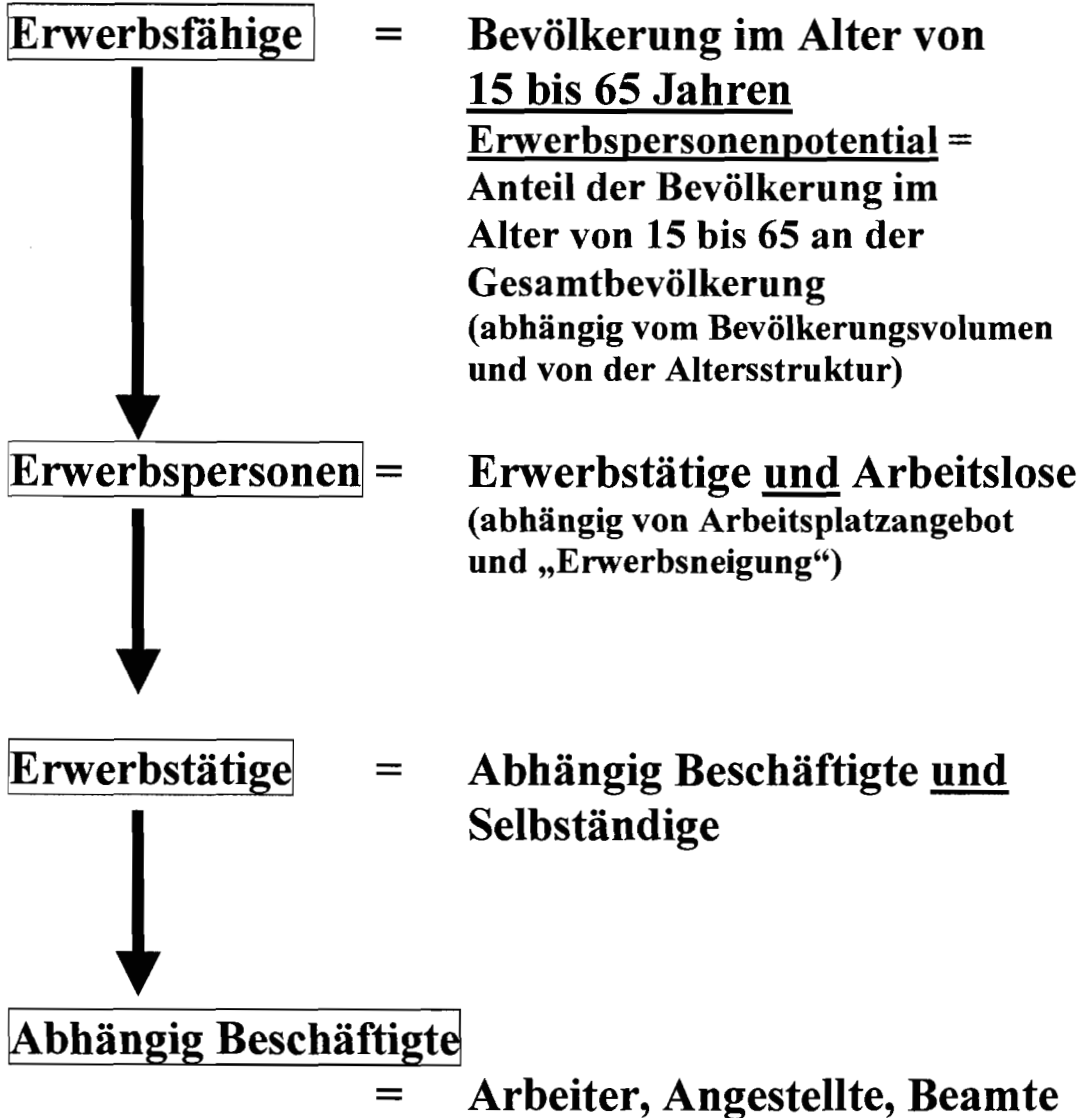 Erwerbsfähige = Bevölkerung im Alter von
15 bis 65 Jahren
Erwerbspersonenpotential =
Anteil der Bevölkerung im
Alter von 15 bis 65 an der
Gesamtbevölkerung
(abhängig vom Bevölkerungsvolumen
und von der Altersstruktur)
Erwerbspersonen = Erwerbstätige und Arbeitslose
(abhängig von Arbeitsplatzangebot
und „Erwerbsneigung“)
Erwerbstätige = Abhängig Beschäftigte und
Selbständige
Abhängig Beschäftigte
= Arbeiter, Angestellte, Beamte